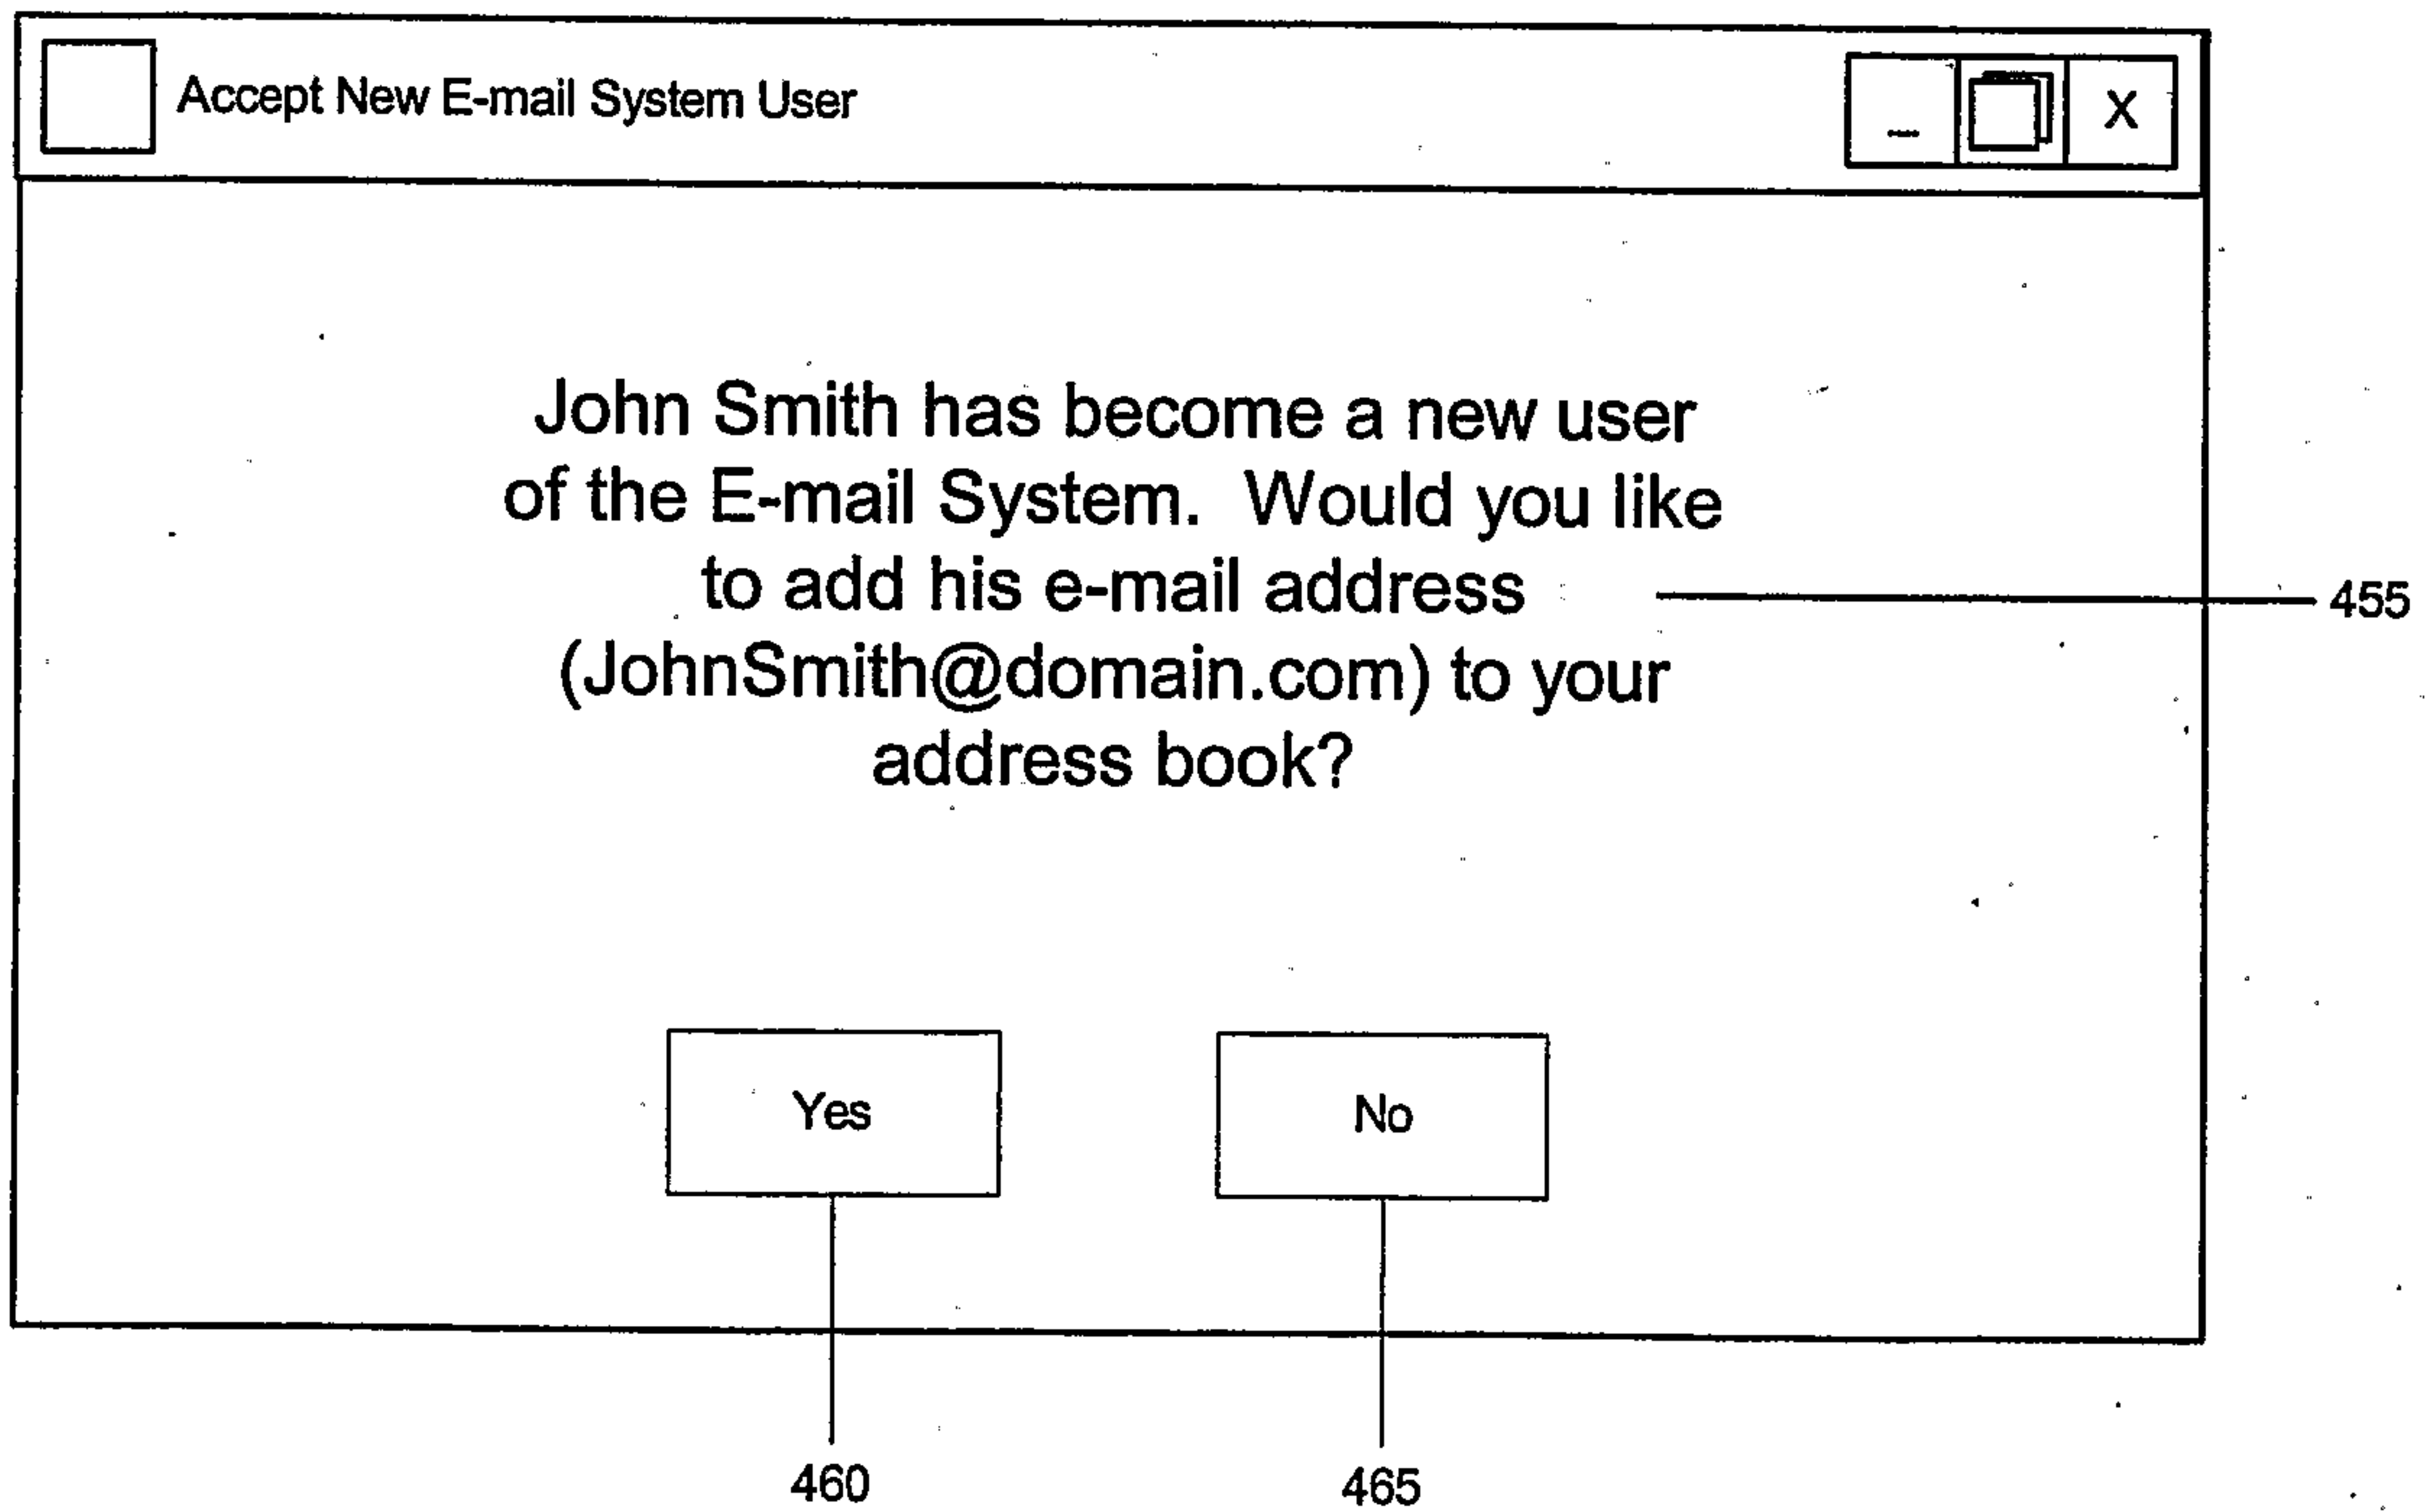 Accept New E-mail System User
_
X
John Smith has become a new user
of the E-mail System. Would you like
to add his e-mail address
455
(JohnSmith@domain.com) to your
address book?
Yes
No
460
465